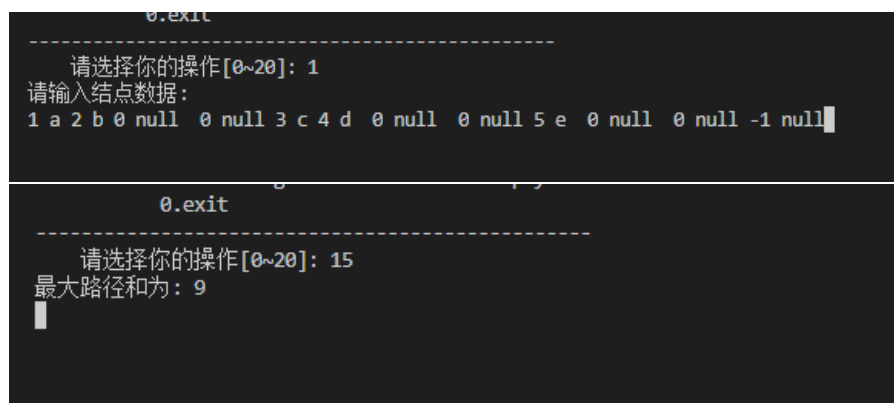 0.exit
-----------------------------------------------
请选择你的操作[0~20]: 1
请输入结点数据:
1 a 2 b 0 null  0 null 3 c 4 d  0 null  0 null 5 e  0 null  0 null -1 null
0.exit
-----------------------------------------------
请选择你的操作[0~20]: 15
最大路径和为: 9